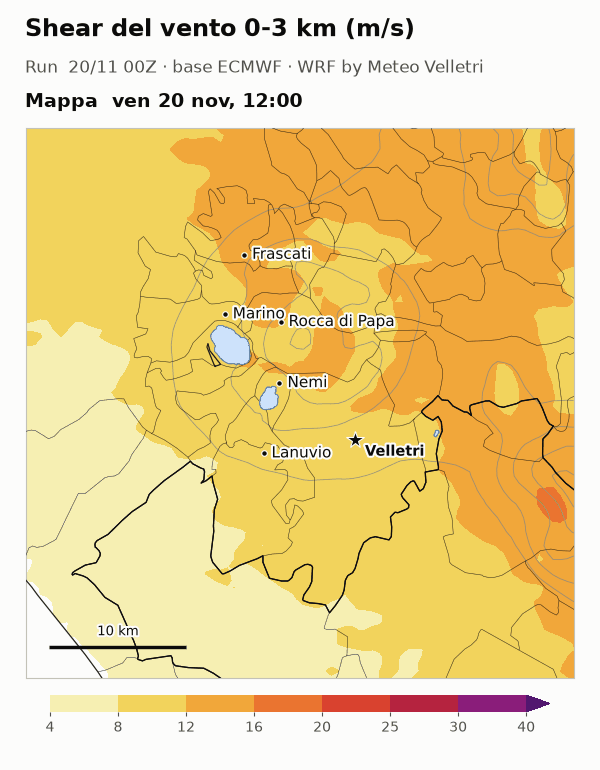 Shear del vento 0-3 km (m/s)
Run  20/11 00Z · base ECMWF · WRF by Meteo Velletri
Mappa  ven 20 nov, 12:00
Frascati
Marino
Rocca di Papa
Nemi
Velletri
Lanuvio
10 km
4 8 12 16 20 25 30 40